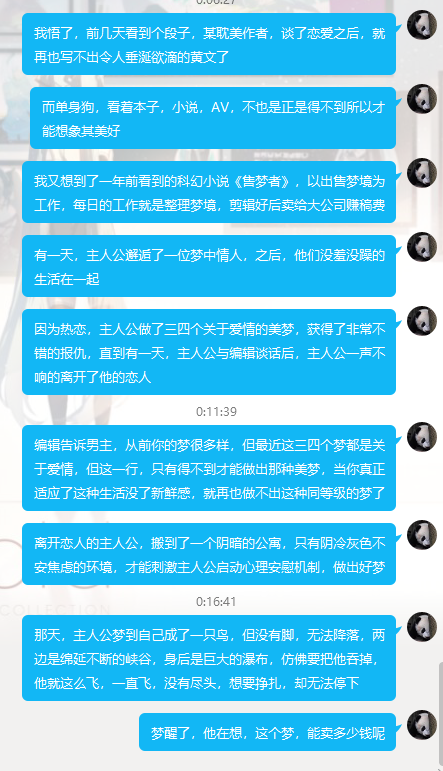 0:06:27
我悟了，前几天看到个段子，某耽美作者，谈了恋爱之后，就
再也写不出令人垂涎欲滴的黄文了
而单身狗，看着本子，小说，AV，不也是正是得不到所以才
能想象其美好
我又想到了一年前看到的科幻小说《售梦者》，以出售梦境为
工作，每日的工作就是整理梦境，剪辑好后卖给大公司赚稿费
有一天，主人公邂逅了一位梦中情人，之后，他们没羞没躁的
生活在一起
因为热恋，主人公做了三四个关于爱情的美梦，获得了非常不
错的报仇，直到有一天，主人公与编辑谈话后，主人公一声不
响的离开了他的恋人
0:11:39
编辑告诉男主，从前你的梦很多样，但最近这三四个梦都是关
于爱情，但这一行，只有得不到才能做出那种美梦，当你真正
适应了这种生活没了新鲜感，就再也做不出这种同等级的梦了
离开恋人的主人公，搬到了一个阴暗的公寓，只有阴冷灰色不
安焦虑的环境，才能刺激主人公启动心理安慰机制，做出好梦
COLLECTION
0:16:41
那天，主人公梦到自己成了一只鸟，但没有脚，无法降落，两
边是绵延不断的峡谷，身后是巨大的瀑布，仿佛要把他吞掉，
他就这么飞，一直飞，没有尽头，想要挣扎，却无法停下
梦醒了，他在想，这个梦，能卖多少钱呢